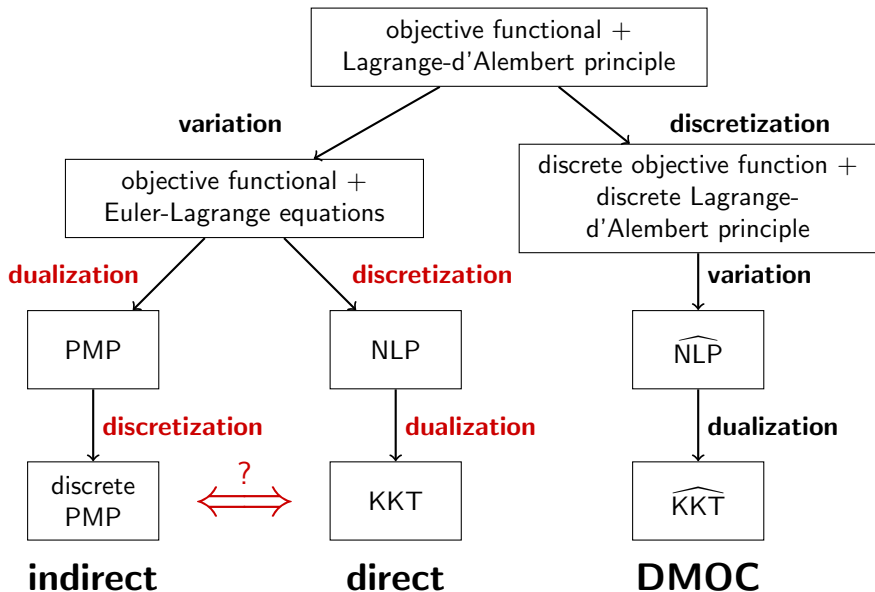 objective functional +
Lagrange-d'Alembert principle
variation
discretization
objective functional +
Euler-Lagrange equations
discrete objective function +
discrete Lagrange-
d'Alembert principle
dualization
discretization
variation
PMP
NLP
N͡LP
discretization
dualization
dualization
discrete
PMP
?
KKT
K͡KT
indirect
direct
DMOC